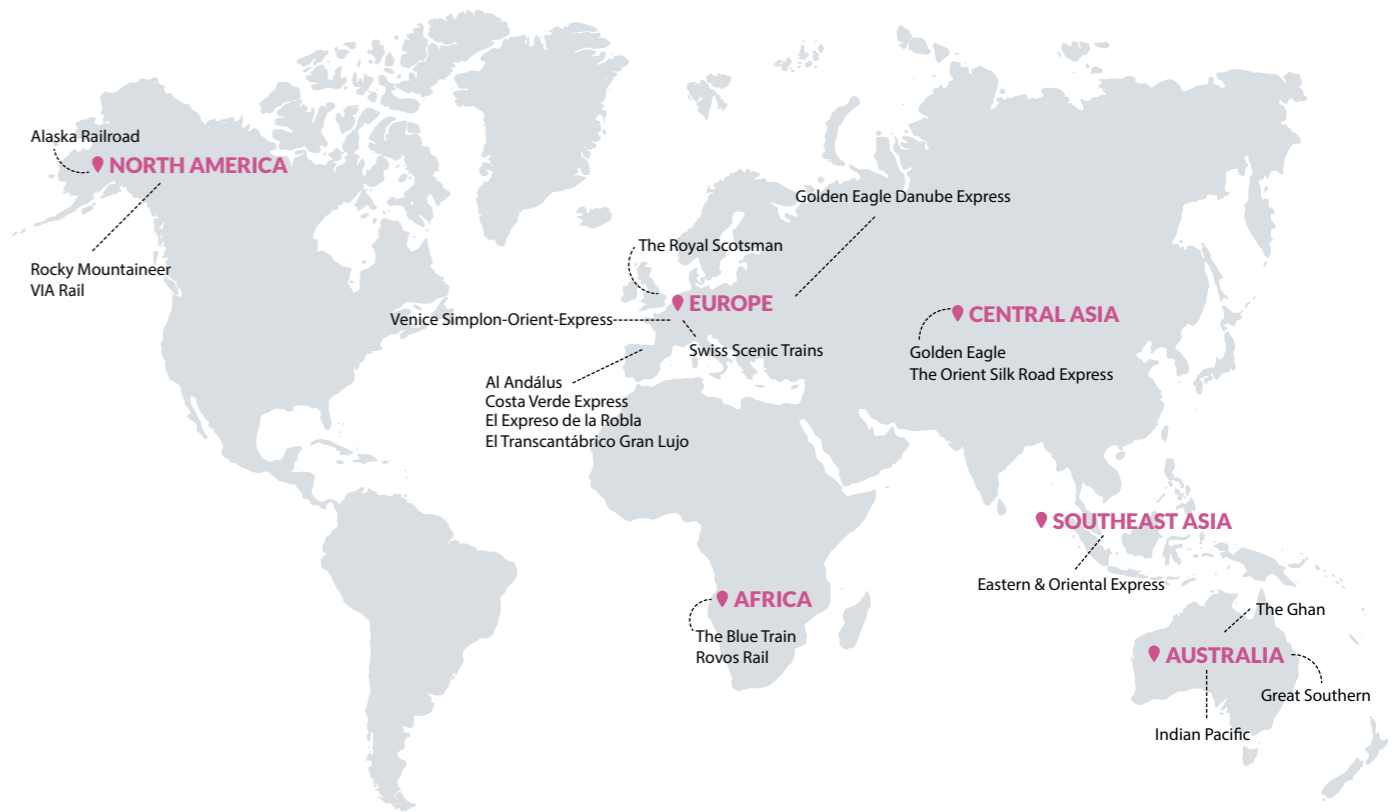 Alaska Railroad
NORTH AMERICA
Rocky Mountaineer
VIA Rail
Golden Eagle Danube Express
The Royal Scotsman
EUROPE
Venice Simplon-Orient-Express
Swiss Scenic Trains
Al Andálus
Costa Verde Express
El Expreso de la Robla
El Transcantábrico Gran Lujo
CENTRAL ASIA
Golden Eagle
The Orient Silk Road Express
SOUTHEAST ASIA
Eastern & Oriental Express
AFRICA
The Blue Train
Rovos Rail
The Ghan
AUSTRALIA
Great Southern
Indian Pacific